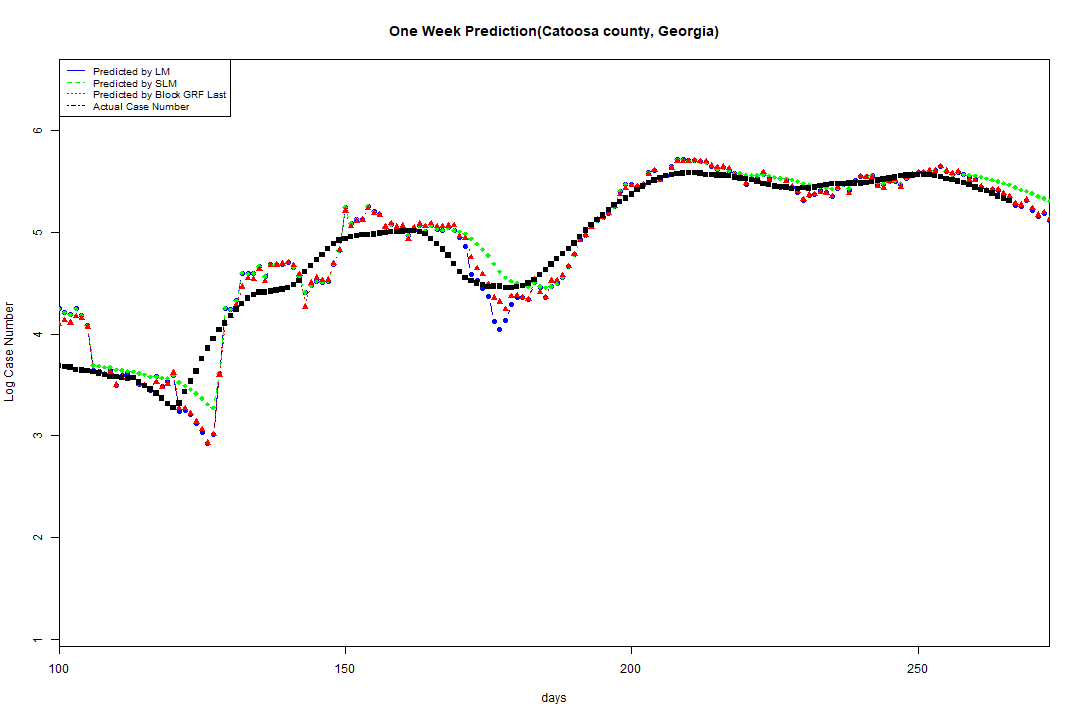 One Week Prediction(Catoosa county, Georgia)
Predicted by LM
Predicted by SLM
Predicted by Block GRF Last
Actual Case Number
6
5
4
3
2
1
Log Case Number
100 150 200 250
days